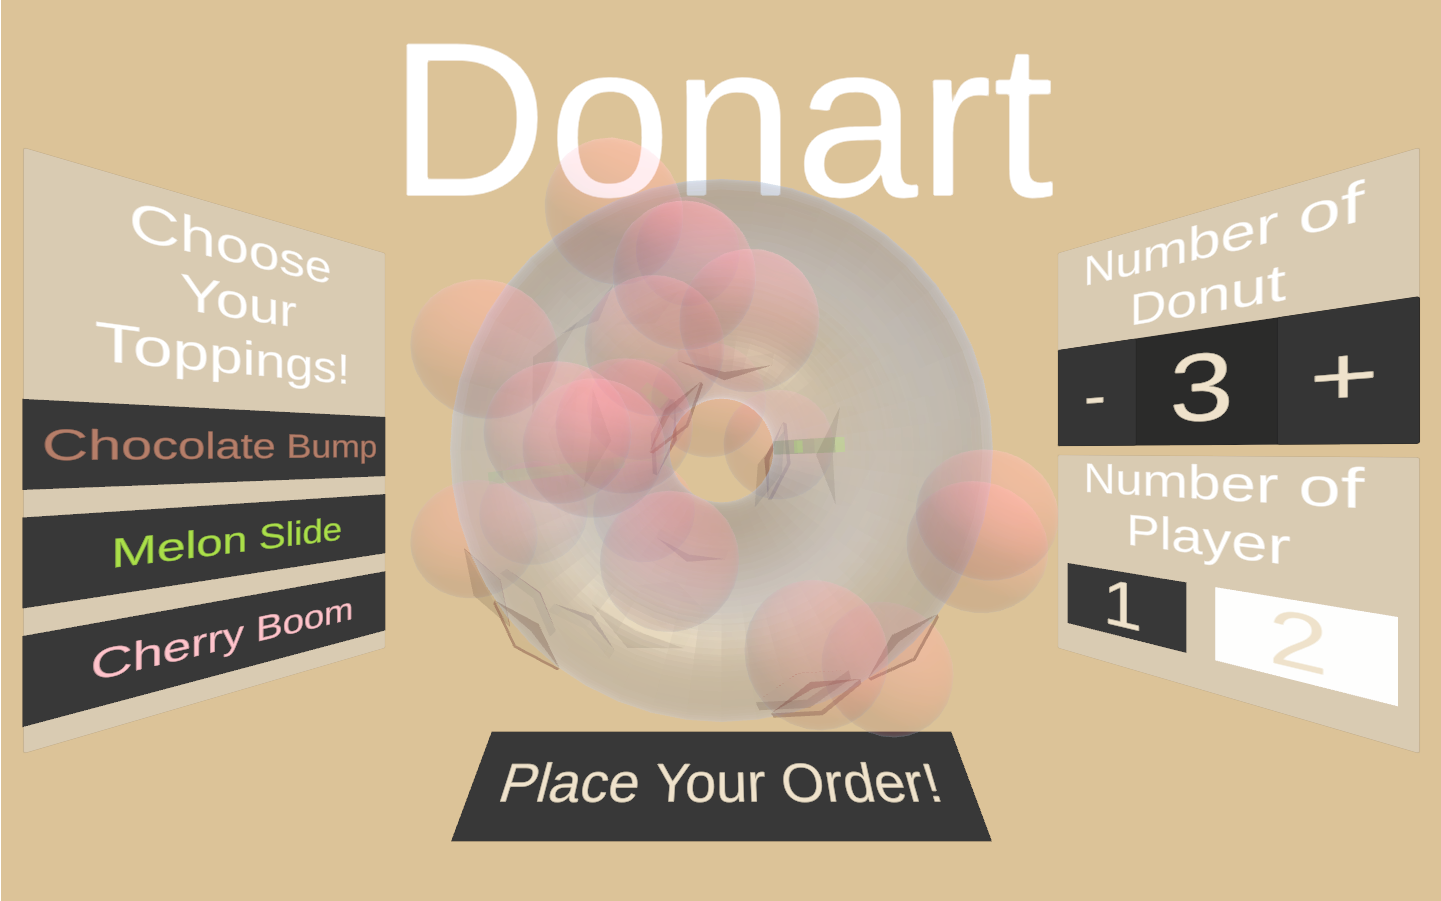 Donart
Choose
Your
Toppings!
Chocolate Bump
Melon Slide
Cherry Boom
Number of
Donut
- 3 +
Number of
Player
1 2
Place Your Order!